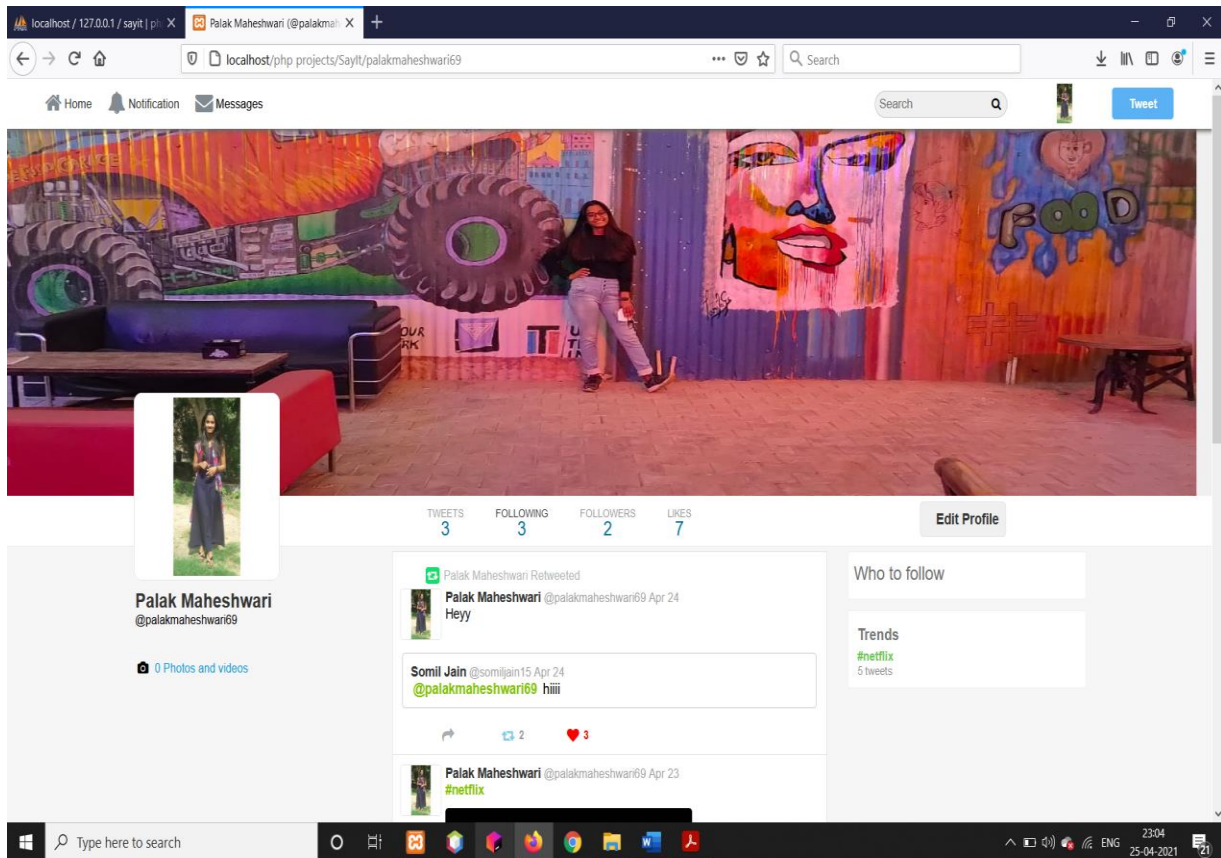 localhost / 127.0.0.1 / sayit | ph
Palak Maheshwari (@palakmah
localhost/php projects/SayIt/palakmaheshwari69
Search
Home Notification Messages
Search
Tweet
FOOD
OUR
TWEETS FOLLOWING FOLLOWERS LIKES
3 3 2 7
Edit Profile
Palak Maheshwari
@palakmaheshwari69
0 Photos and videos
Palak Maheshwari Retweeted
Palak Maheshwari @palakmaheshwari69 Apr 24
Heyy
Somil Jain @somiljain15 Apr 24
@palakmaheshwari69 hiiii
2 3
Palak Maheshwari @palakmaheshwari69 Apr 23
#netflix
Who to follow
Trends
#netflix
5 tweets
Type here to search
ENG
23:04
25-04-2021
21